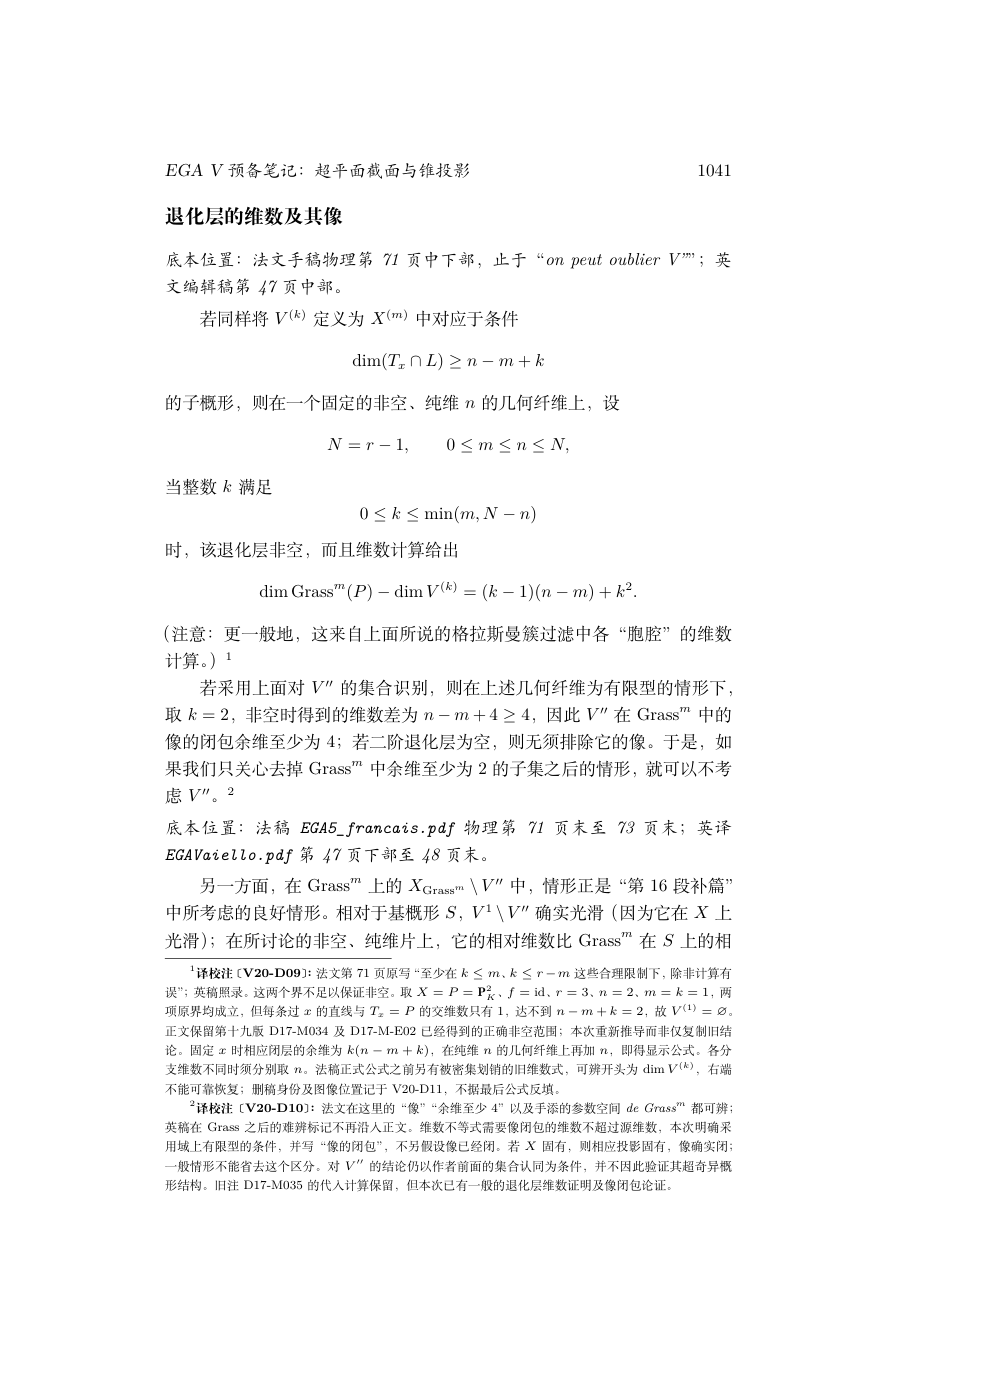 EGA V 预备笔记：超平面截面与锥投影 1041
退化层的维数及其像
底本位置：法文手稿物理第 71 页中下部，止于 “on peut oublier V””；英
文编辑稿第 47 页中部。
若同样将 V^{(k)} 定义为 X^{(m)} 中对应于条件
dim(T_x ∩ L) ≥ n − m + k
的子概形，则在一个固定的非空、纯维 n 的几何纤维上，设
N = r − 1, 0 ≤ m ≤ n ≤ N,
当整数 k 满足
0 ≤ k ≤ min(m, N − n)
时，该退化层非空，而且维数计算给出
dim Grass^m(P) − dim V^{(k)} = (k − 1)(n − m) + k^2.
（注意：更一般地，这来自上面所说的格拉斯曼簇过滤中各 “胞腔” 的维数
计算。）^1
若采用上面对 V″ 的集合识别，则在上述几何纤维为有限型的情形下，
取 k = 2，非空时得到的维数差为 n − m + 4 ≥ 4，因此 V″ 在 Grass^m 中的
像的闭包余维至少为 4；若二阶退化层为空，则无须排除它的像。于是，如
果我们只关心去掉 Grass^m 中余维至少为 2 的子集之后的情形，就可以不考
虑 V″。^2
底本位置：法稿 EGA5_francais.pdf 物理第 71 页末至 73 页末；英译
EGAVaiello.pdf 第 47 页下部至 48 页末。
另一方面，在 Grass^m 上的 X_{Grass^m} \ V″ 中，情形正是 “第 16 段补篇”
中所考虑的良好情形。相对于基概形 S，V^1 \ V″ 确实光滑（因为它在 X 上
光滑）；在所讨论的非空、纯维片上，它的相对维数比 Grass^m 在 S 上的相
^1译校注〔V20-D09〕：法文第 71 页原写 “至少在 k ≤ m、k ≤ r − m 这些合理限制下，除非计算有
误”；英稿照录。这两个界不足以保证非空。取 X = P = P^2_K、f = id、r = 3、n = 2、m = k = 1，两
项原界均成立，但每条过 x 的直线与 T_x = P 的交维数只有 1，达不到 n − m + k = 2，故 V^{(1)} = ∅。
正文保留第十九版 D17-M034 及 D17-M-E02 已经得到的正确非空范围；本次重新推导而非仅复制旧结
论。固定 x 时相应闭层的余维为 k(n − m + k)，在纯维 n 的几何纤维上再加 n，即得显示公式。各分
支维数不同时须分别取 n。法稿正式公式之前另有被密集划销的旧维数式，可辨开头为 dim V^{(k)}，右端
不能可靠恢复；删稿身份及图像位置记于 V20-D11，不据最后公式反填。
^2译校注〔V20-D10〕：法文在这里的 “像” “余维至少 4” 以及手添的参数空间 de Grass^m 都可辨；
英稿在 Grass 之后的难辨标记不再沿入正文。维数不等式需要像闭包的维数不超过源维数，本次明确采
用域上有限型的条件，并写 “像的闭包”，不另假设像已经闭。若 X 固有，则相应投影固有，像确实闭；
一般情形不能省去这个区分。对 V″ 的结论仍以作者前面的集合认同为条件，并不因此验证其超奇异概
形结构。旧注 D17-M035 的代入计算保留，但本次已有一般的退化层维数证明及像闭包论证。